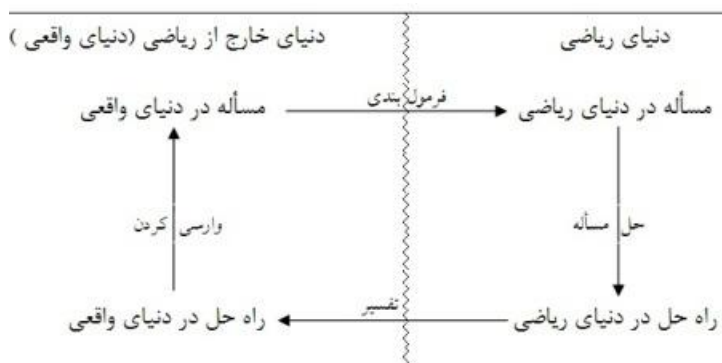 دنیای ریاضی
دنیای خارج از ریاضی (دنیای واقعی )
مسأله در دنیای ریاضی
فرمول بندی
مسأله در دنیای واقعی
حل مسأله
وارسی کردن
راه حل در دنیای ریاضی
تفسیر
راه حل در دنیای واقعی